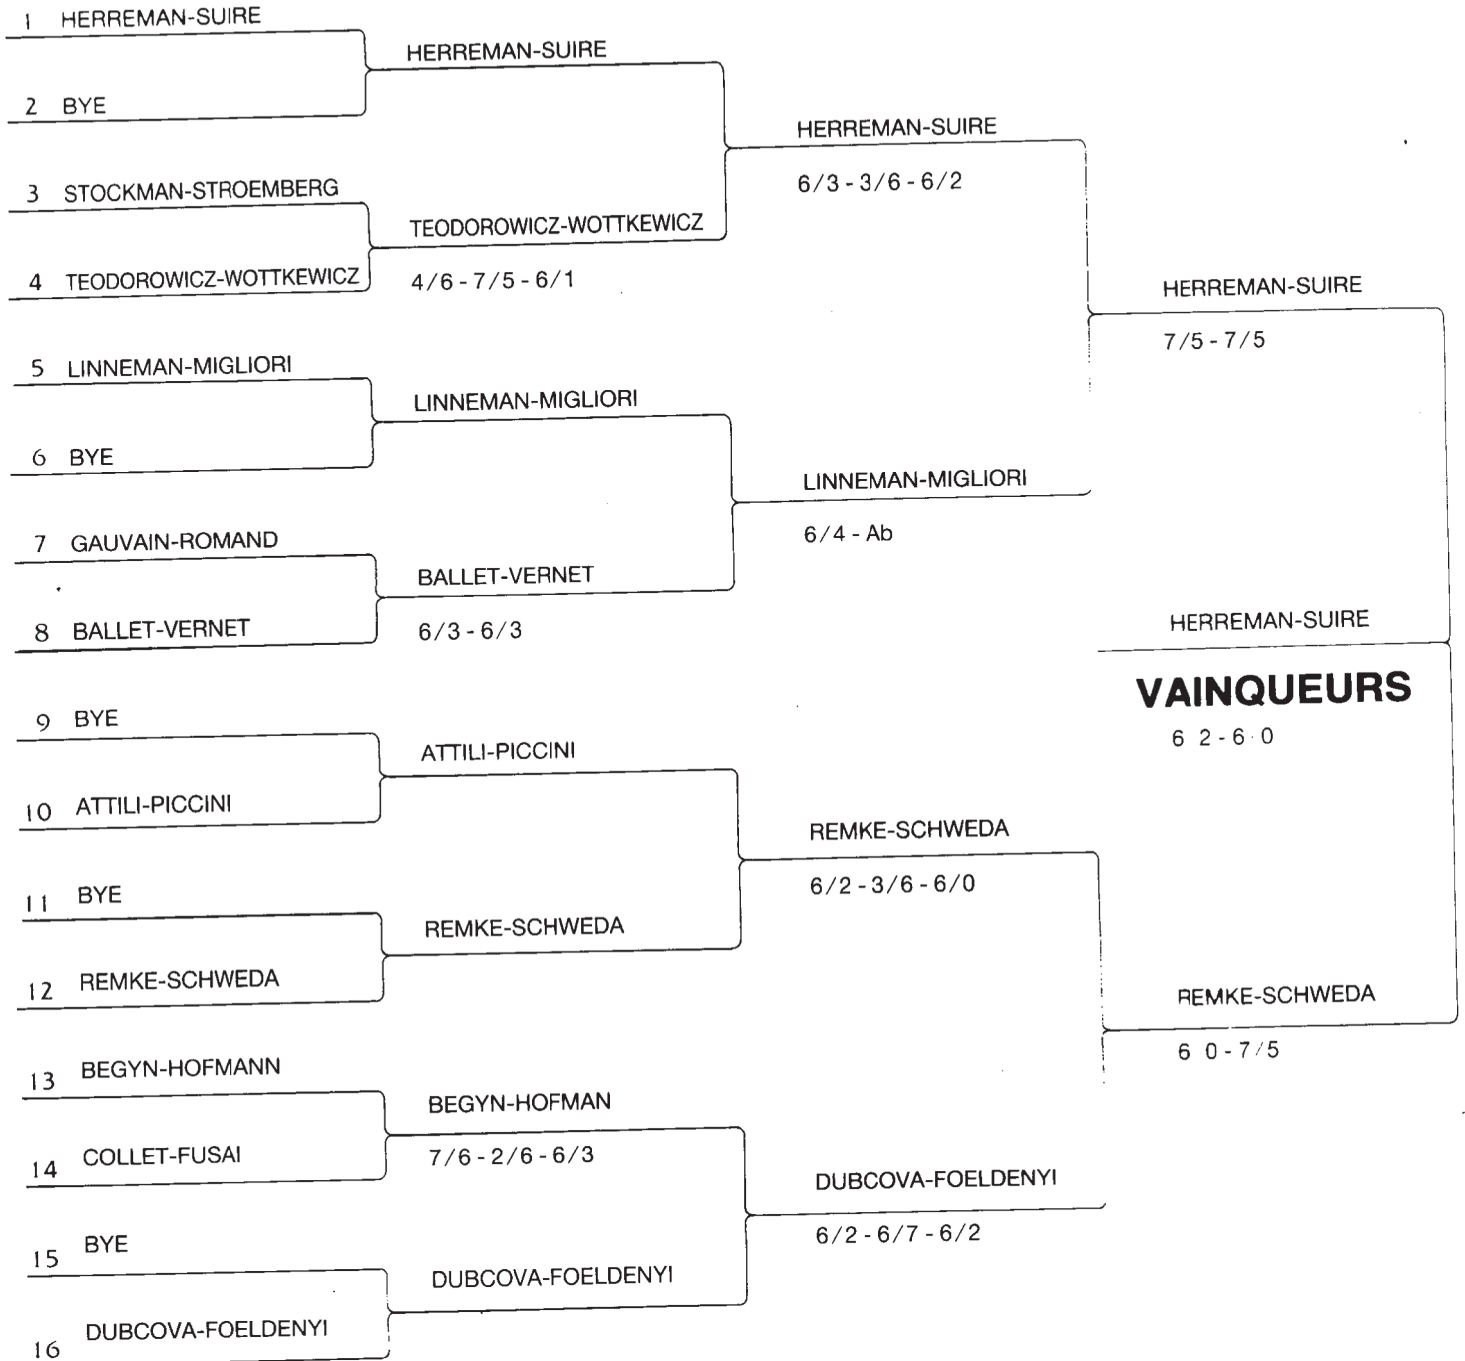 1 HERREMAN-SUIRE
2 BYE
3 STOCKMAN-STROEMBERG
4 TEODOROWICZ-WOTTKEWICZ
5 LINNEMAN-MIGLIORI
6 BYE
7 GAUVAIN-ROMAND
8 BALLET-VERNET
9 BYE
10 ATTILI-PICCINI
11 BYE
12 REMKE-SCHWEDA
13 BEGYN-HOFMANN
14 COLLET-FUSAI
15 BYE
16 DUBCOVA-FOELDENYI
HERREMAN-SUIRE
TEODOROWICZ-WOTTKEWICZ
4/6 - 7/5 - 6/1
LINNEMAN-MIGLIORI
BALLET-VERNET
6/3 - 6/3
ATTILI-PICCINI
REMKE-SCHWEDA
BEGYN-HOFMAN
7/6 - 2/6 - 6/3
DUBCOVA-FOELDENYI
HERREMAN-SUIRE
6/3 - 3/6 - 6/2
LINNEMAN-MIGLIORI
6/4 - Ab
REMKE-SCHWEDA
6/2 - 3/6 - 6/0
DUBCOVA-FOELDENYI
6/2 - 6/7 - 6/2
HERREMAN-SUIRE
7/5 - 7/5
REMKE-SCHWEDA
6 0 - 7/5
HERREMAN-SUIRE
VAINQUEURS
6 2 - 6 0